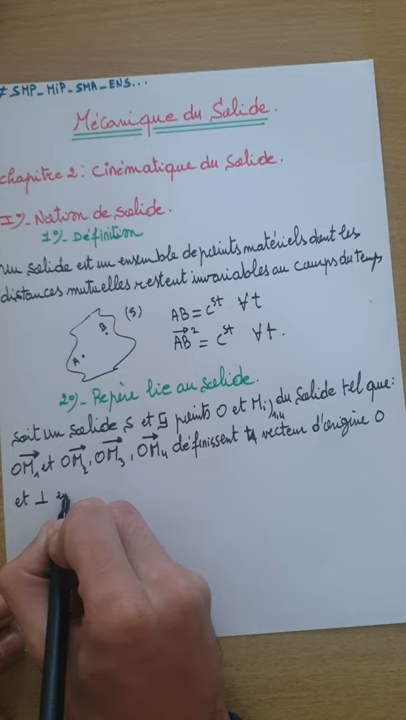 # SMP_MIP_SMA_ENS...
Mécanique du Solide.
Chapitre 2: Cinématique du Solide.
I)- Notion de solide.
1)- Définition
Un solide est un ensemble de points matériels dont les
distances mutuelles restent invariables au cours du temps
(S)
A B
AB = Cst ∀t
AB² = Cst ∀t.
2)- Repère lié au solide.
soit un solide S et 5 points O et Mi du solide tel que:
OM1 et OM2, OM3, OM4 définissent 4 vecteur d'origine O
et ⊥